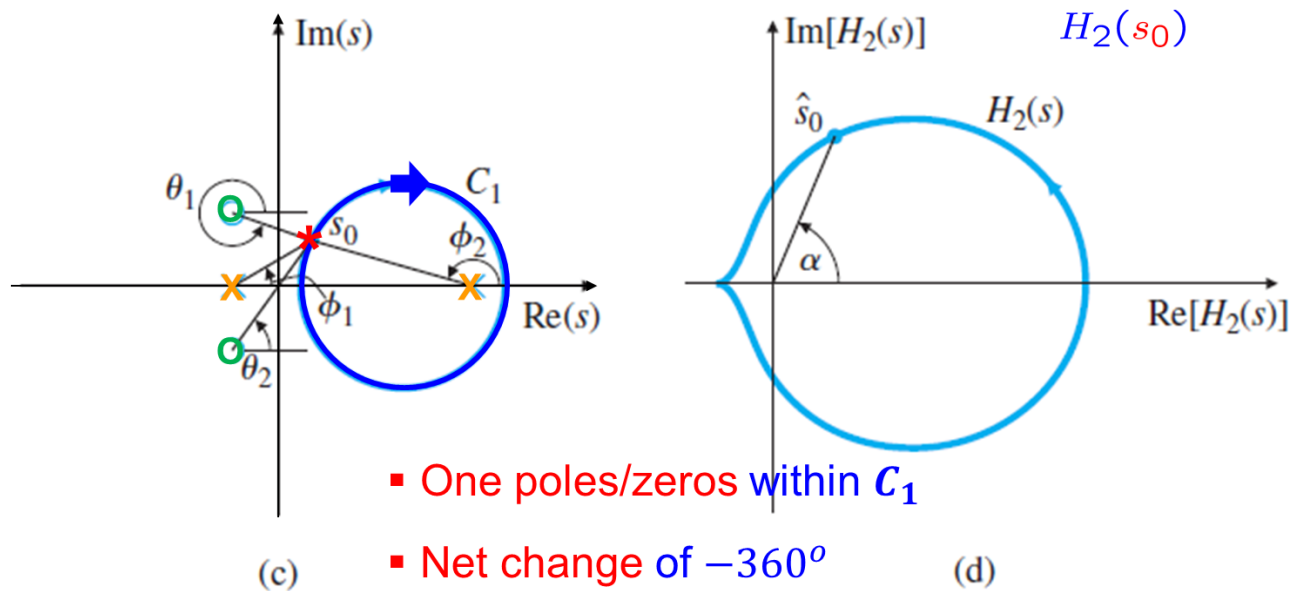 Im(s)
θ₁
C₁
s₀
ϕ₂
ϕ₁
Re(s)
θ₂
(c)
Im[H₂(s)]
H₂(s₀)
ŝ₀
H₂(s)
α
Re[H₂(s)]
▪ One poles/zeros within C₁
▪ Net change of −360ᵒ
(d)